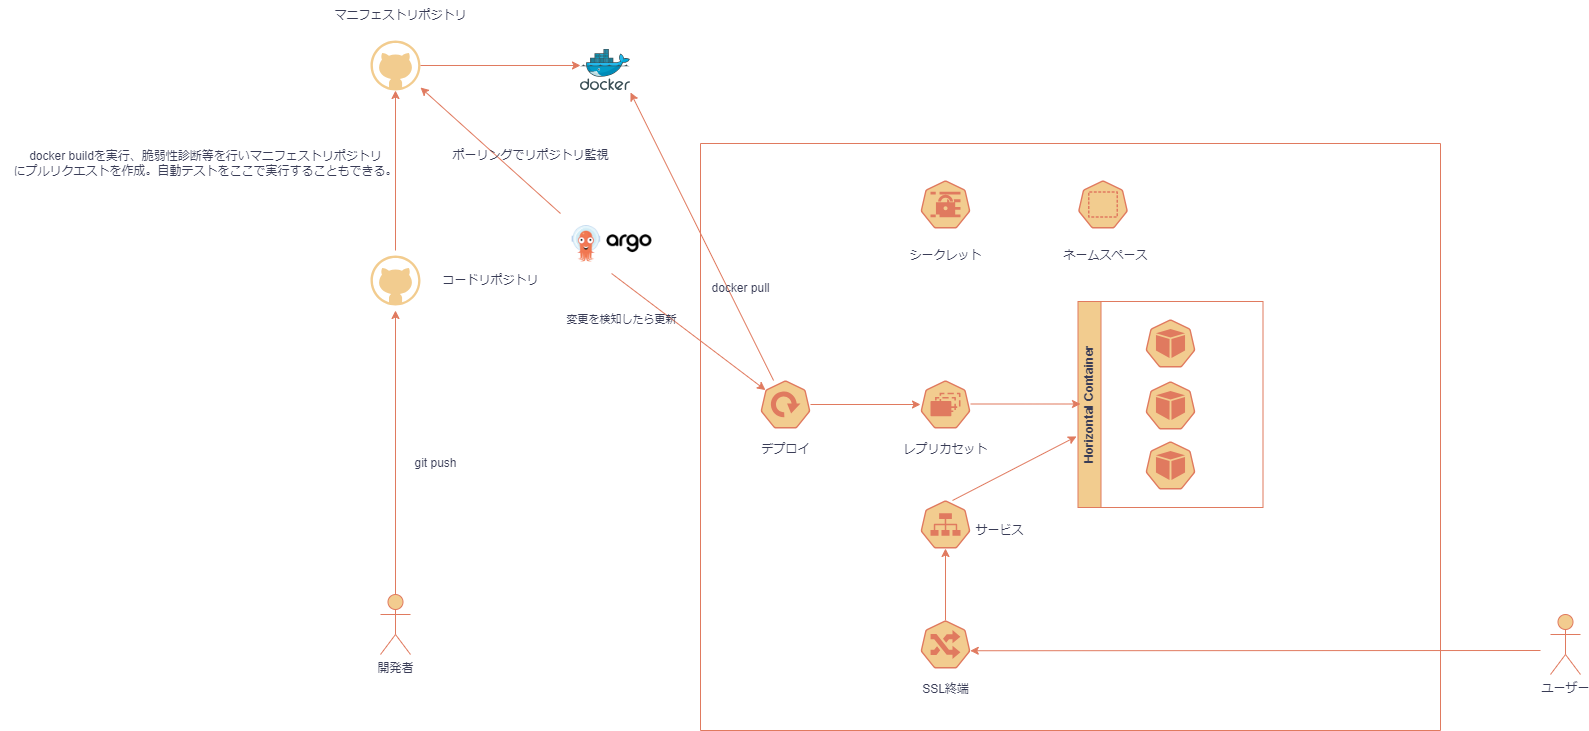 マニフェストリポジトリ
docker
docker buildを実行、脆弱性診断等を行いマニフェストリポジトリ
にプルリクエストを作成。自動テストをここで実行することもできる。
ポーリングでリポジトリ監視
argo
コードリポジトリ
シークレット
ネームスペース
docker pull
変更を検知したら更新
Horizontal Container
デプロイ
レプリカセット
git push
サービス
開発者
SSL終端
ユーザー